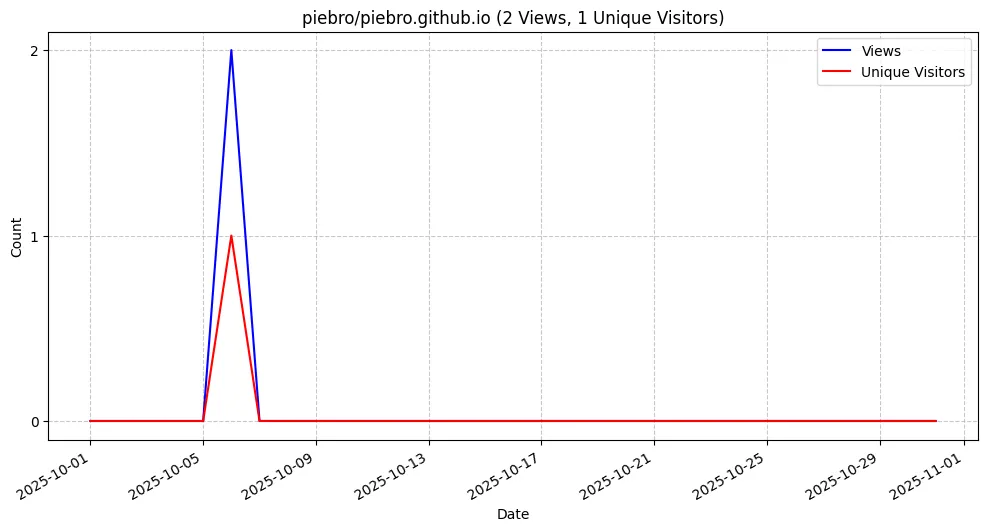 piebro/piebro.github.io (2 Views, 1 Unique Visitors)
Views
Unique Visitors
2
1
0
Count
2025-10-01
2025-10-05
2025-10-09
2025-10-13
2025-10-17
2025-10-21
2025-10-25
2025-10-29
2025-11-01
Date